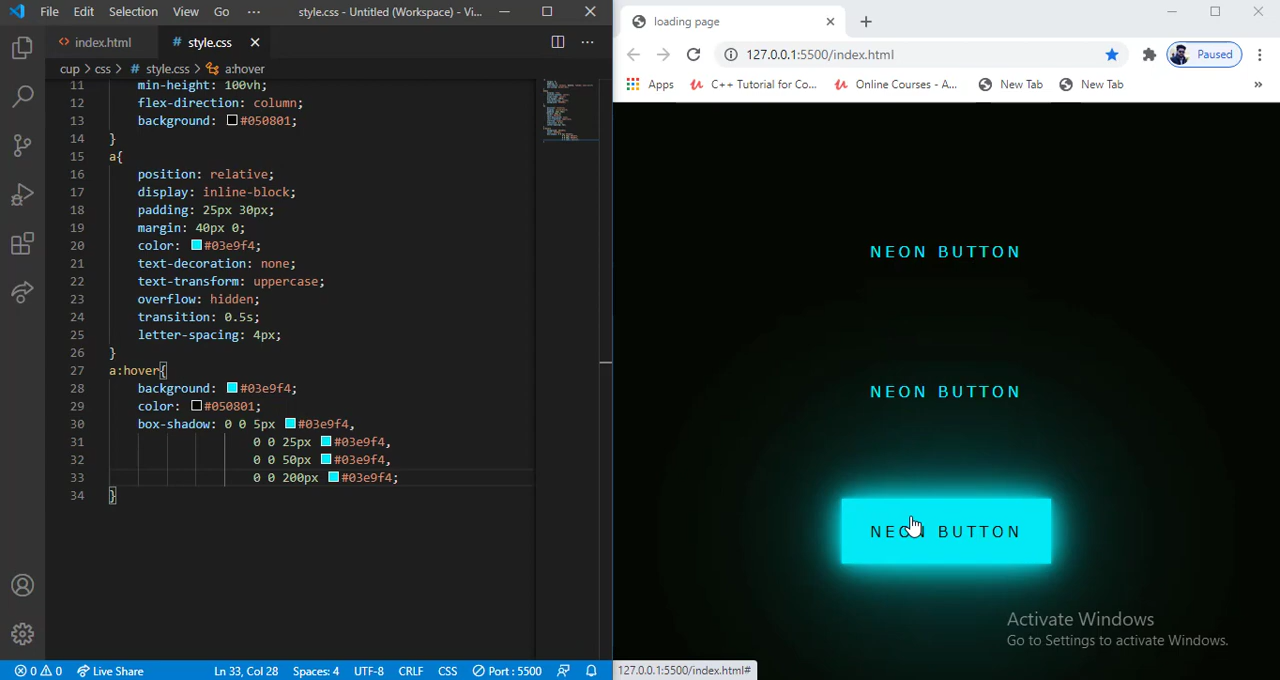 File Edit Selection View Go ··· style.css - Untitled (Workspace) - Vi...
index.html # style.css
cup > css > # style.css > a:hover
11 min-height: 100vh;
12 flex-direction: column;
13 background: #050801;
14 }
15 a{
16 position: relative;
17 display: inline-block;
18 padding: 25px 30px;
19 margin: 40px 0;
20 color: #03e9f4;
21 text-decoration: none;
22 text-transform: uppercase;
23 overflow: hidden;
24 transition: 0.5s;
25 letter-spacing: 4px;
26 }
27 a:hover{
28 background: #03e9f4;
29 color: #050801;
30 box-shadow: 0 0 5px #03e9f4,
31 0 0 25px #03e9f4,
32 0 0 50px #03e9f4,
33 0 0 200px #03e9f4;
34 }
0 0 Live Share Ln 33, Col 28 Spaces: 4 UTF-8 CRLF CSS Port : 5500
loading page
127.0.0.1:5500/index.html Paused
Apps C++ Tutorial for Co... Online Courses - A... New Tab New Tab »
NEON BUTTON
NEON BUTTON
NEON BUTTON
Activate Windows
Go to Settings to activate Windows.
127.0.0.1:5500/index.html#